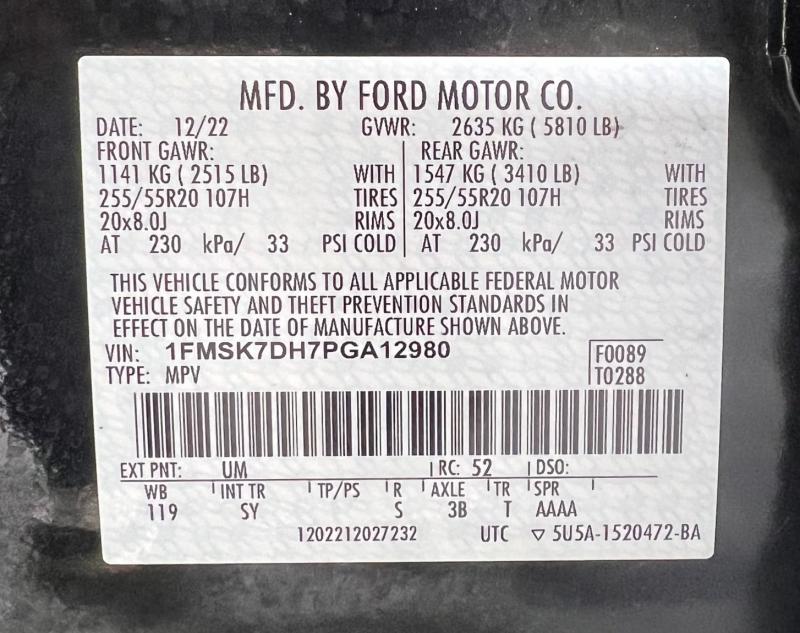 MFD. BY FORD MOTOR CO.
DATE: 12/22 GVWR: 2635 KG ( 5810 LB)
FRONT GAWR: REAR GAWR:
1141 KG ( 2515 LB) WITH 1547 KG ( 3410 LB) WITH
255/55R20 107H TIRES 255/55R20 107H TIRES
20x8.0J RIMS 20x8.0J RIMS
AT 230 kPa/ 33 PSI COLD AT 230 kPa/ 33 PSI COLD
THIS VEHICLE CONFORMS TO ALL APPLICABLE FEDERAL MOTOR
VEHICLE SAFETY AND THEFT PREVENTION STANDARDS IN
EFFECT ON THE DATE OF MANUFACTURE SHOWN ABOVE.
VIN: 1FMSK7DH7PGA12980 F0089
TYPE: MPV T0288
EXT PNT: UM RC: 52 DSO:
WB INT TR TP/PS R AXLE TR SPR
119 SY S 3B T AAAA
1202212027232 UTC ▽ 5U5A-1520472-BA